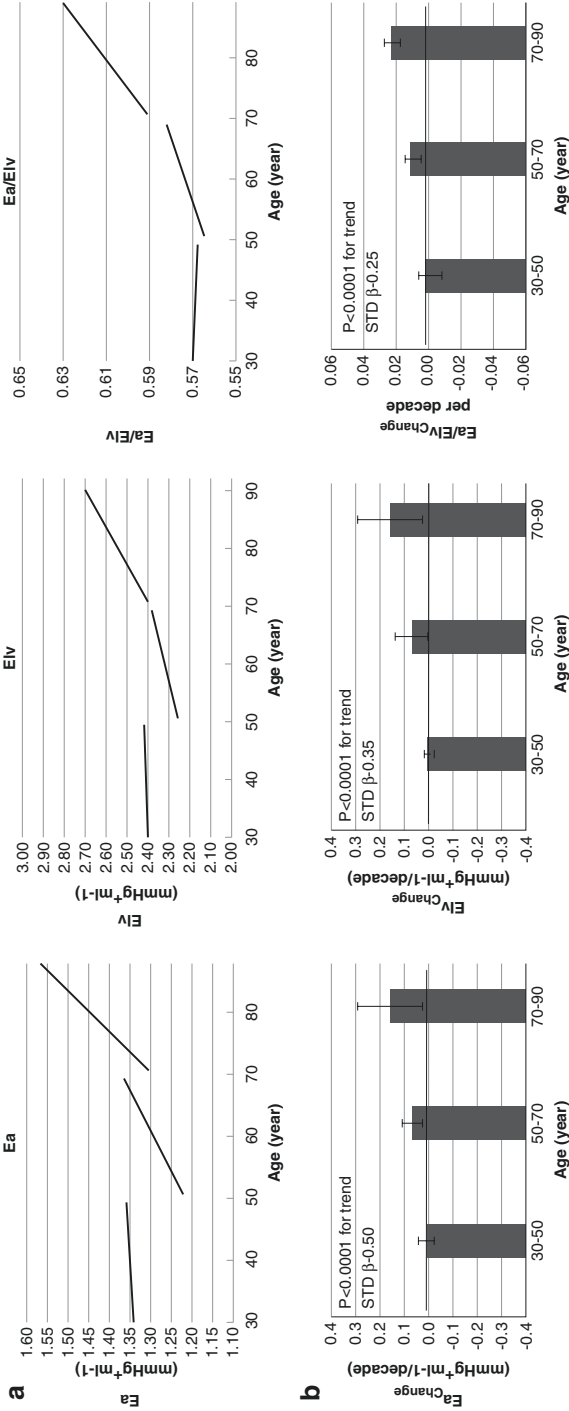 a
Ea
1.60
1.55
1.50
1.45
1.40
1.35
1.30
1.25
1.20
1.15
1.10
Ea
(mmHg*ml-1)
30 40 50 60 70 80
Age (year)
Elv
3.00
2.90
2.80
2.70
2.60
2.50
2.40
2.30
2.20
2.10
2.00
Elv
(mmHg*ml-1)
30 40 50 60 70 80 90
Age (year)
Ea/Elv
0.65
0.63
0.61
0.59
0.57
0.55
Ea/Elv
30 40 50 60 70 80
Age (year)
b
0.4
0.3
0.2
0.1
0.0
-0.1
-0.2
-0.3
-0.4
Ea Change
(mmHg*ml-1/decade)
P<0.0001 for trend
STD β-0.50
30-50 50-70 70-90
Age (year)
0.4
0.3
0.2
0.1
0.0
-0.1
-0.2
-0.3
-0.4
Elv Change
(mmHg*ml-1/decade)
P<0.0001 for trend
STD β-0.35
30-50 50-70 70-90
Age (year)
0.06
0.04
0.02
0.00
-0.02
-0.04
-0.06
Ea/Elv Change
per decade
P<0.0001 for trend
STD β-0.25
30-50 50-70 70-90
Age (year)